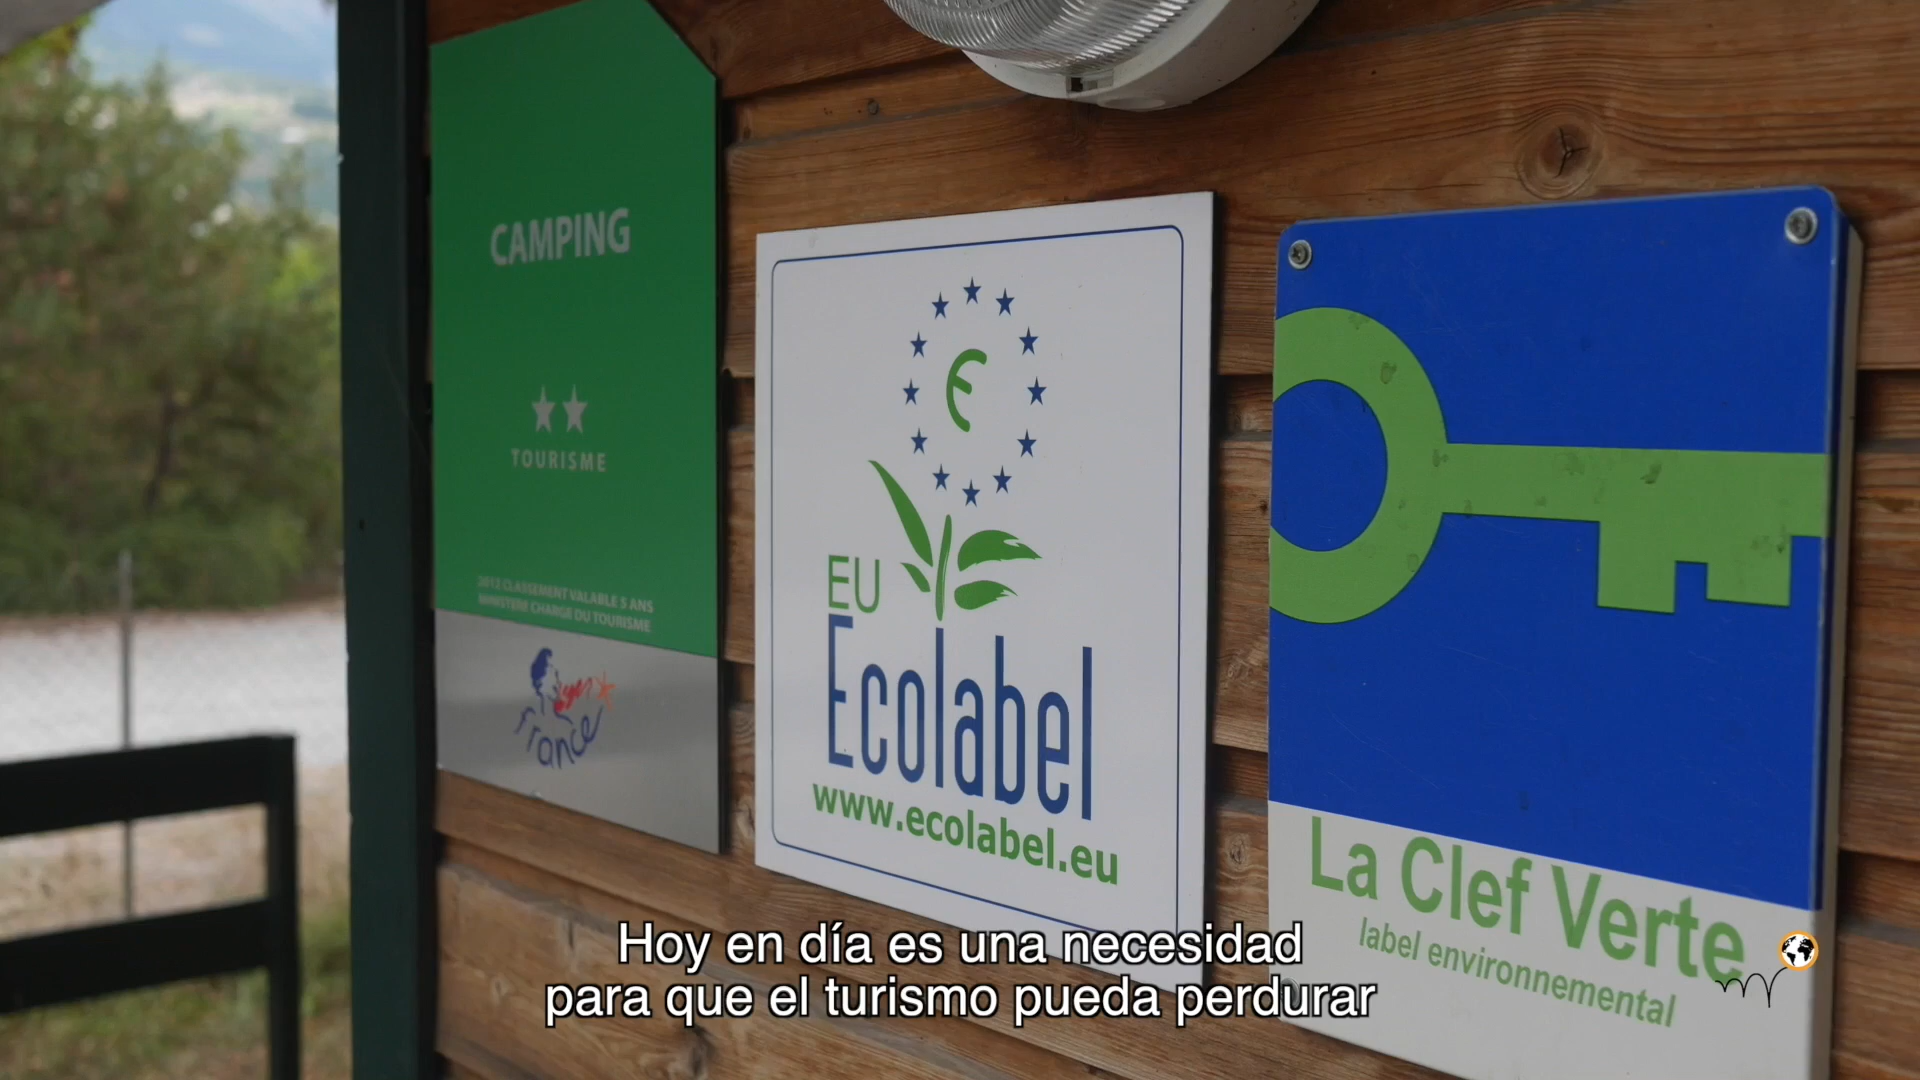 CAMPING
TOURISME
2012 CLASSEMENT VALABLE 5 ANS
MINISTERE CHARGE DU TOURISME
France
€
EU
Ecolabel
www.ecolabel.eu
La Clef Verte
label environnemental
Hoy en día es una necesidad
para que el turismo pueda perdurar